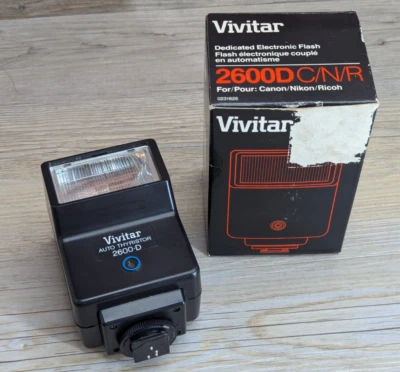 Vivitar
Dedicated Electronic Flash
Flash électronique couplé
en automatisme
2600D C/N/R
For/Pour: Canon/Nikon/Ricoh
Vivitar
Vivitar
AUTO THYRISTOR
2600-D